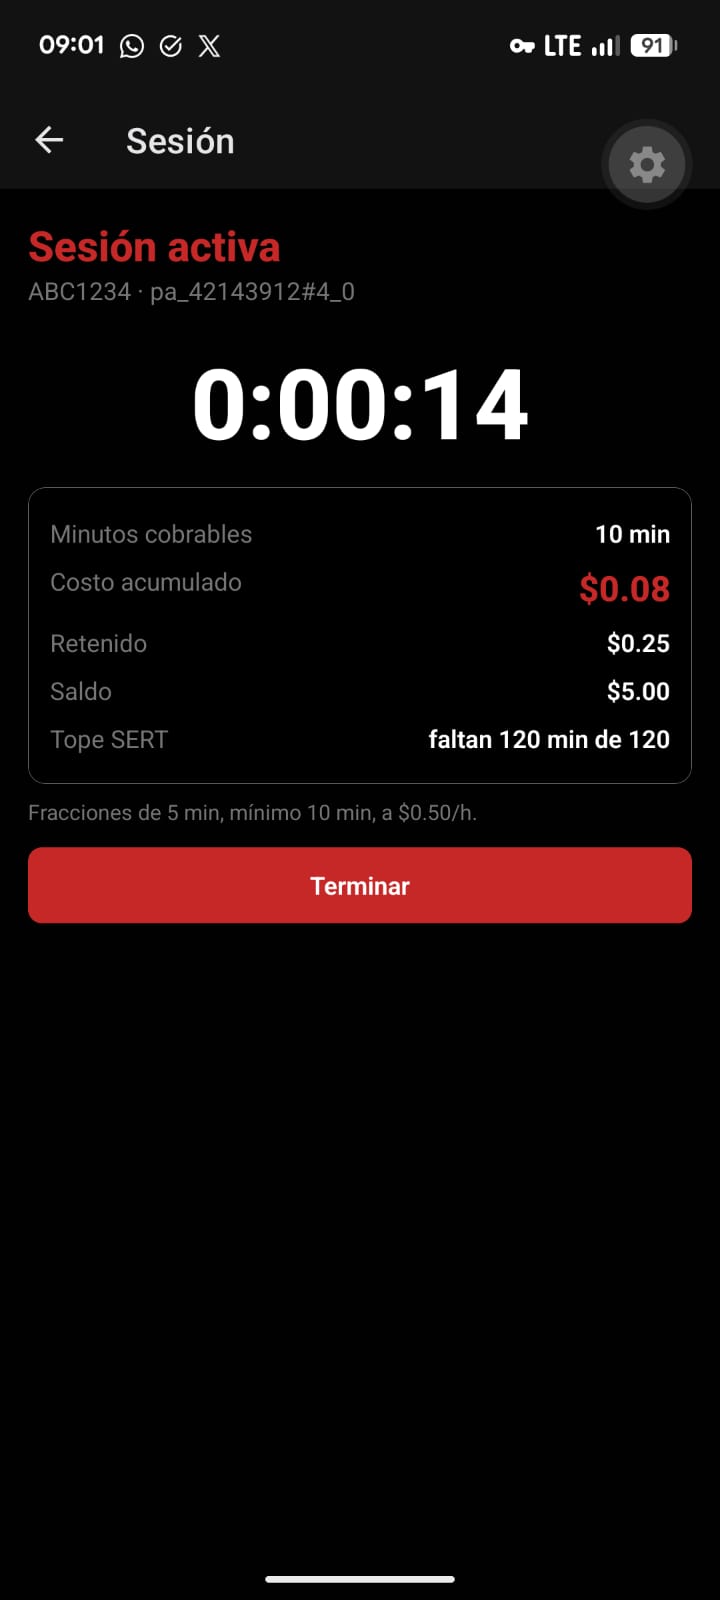 09:01 LTE 91
Sesión
Sesión activa
ABC1234 · pa_42143912#4_0
0:00:14
Minutos cobrables 10 min
Costo acumulado $0.08
Retenido $0.25
Saldo $5.00
Tope SERT faltan 120 min de 120
Fracciones de 5 min, mínimo 10 min, a $0.50/h.
Terminar